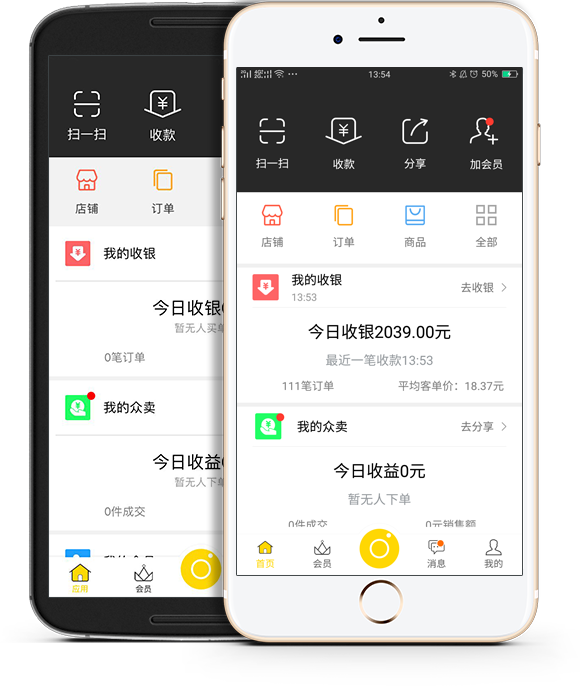 扫一扫
收款
店铺
订单
我的收银
今日收银
暂无人买单
0笔订单
我的众卖
今日收益
暂无人下单
0件成交
应用
会员
13:54
50%
扫一扫
收款
分享
加会员
店铺
订单
商品
全部
我的收银
13:53
去收银
今日收银2039.00元
最近一笔收款13:53
111笔订单
平均客单价：18.37元
我的众卖
去分享
今日收益0元
暂无人下单
0件成交
0元销售额
首页
会员
消息
我的